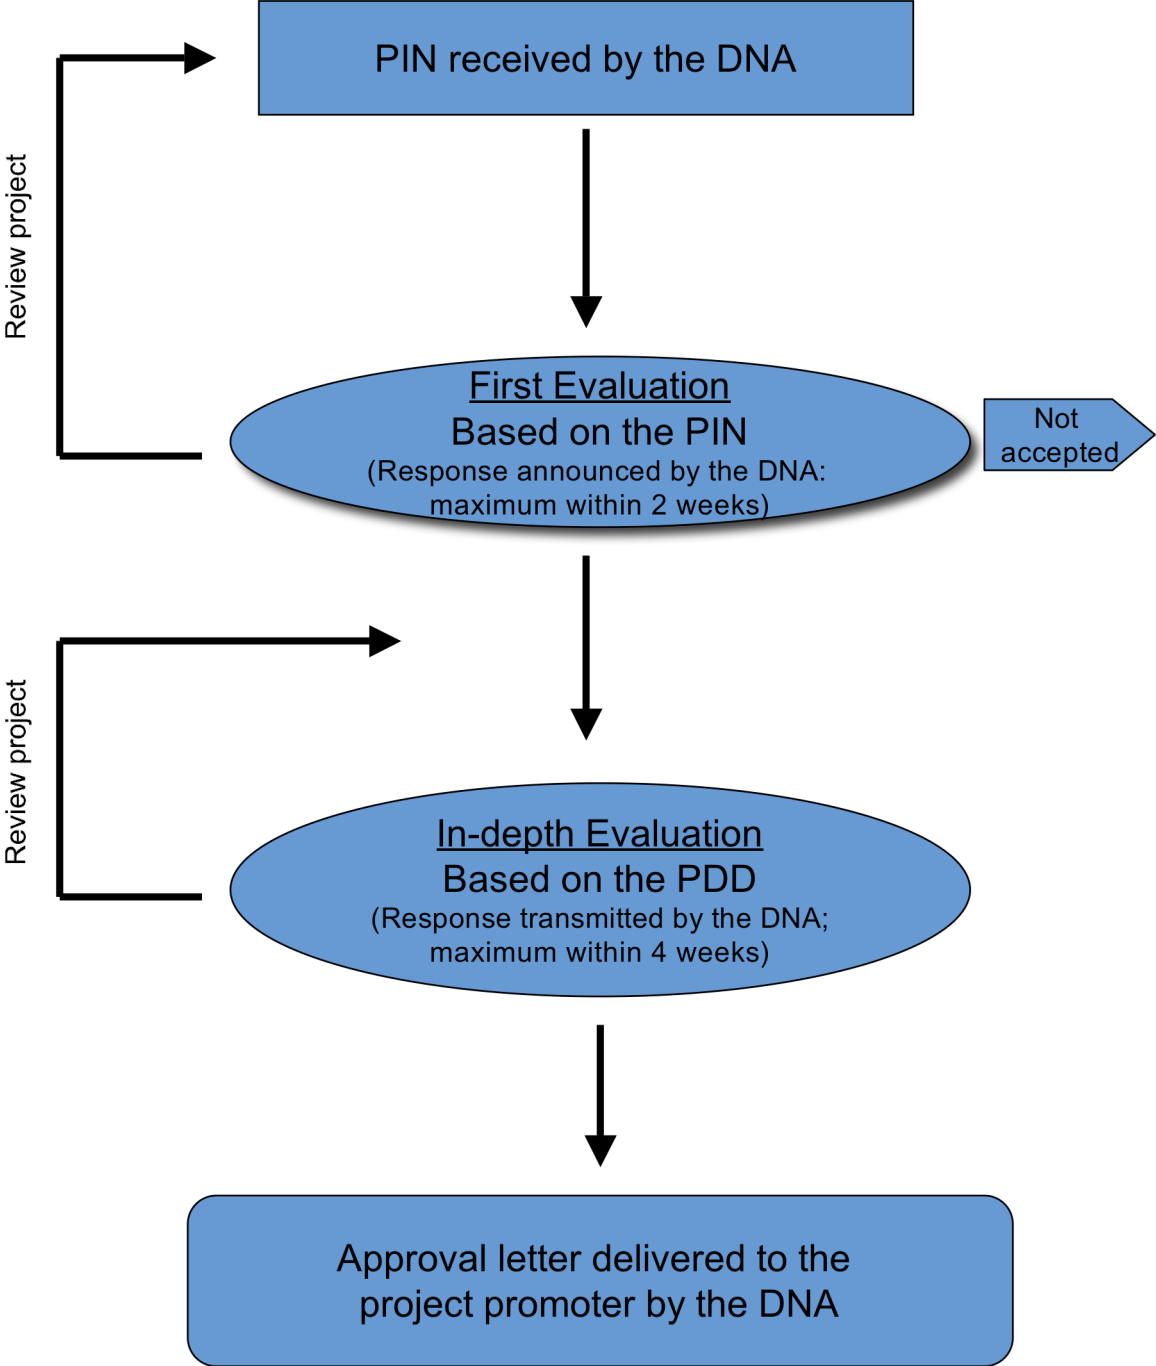 PIN received by the DNA
Review project
First Evaluation
Based on the PIN
(Response announced by the DNA:
maximum within 2 weeks)
Not
accepted
Review project
In-depth Evaluation
Based on the PDD
(Response transmitted by the DNA;
maximum within 4 weeks)
Approval letter delivered to the
project promoter by the DNA